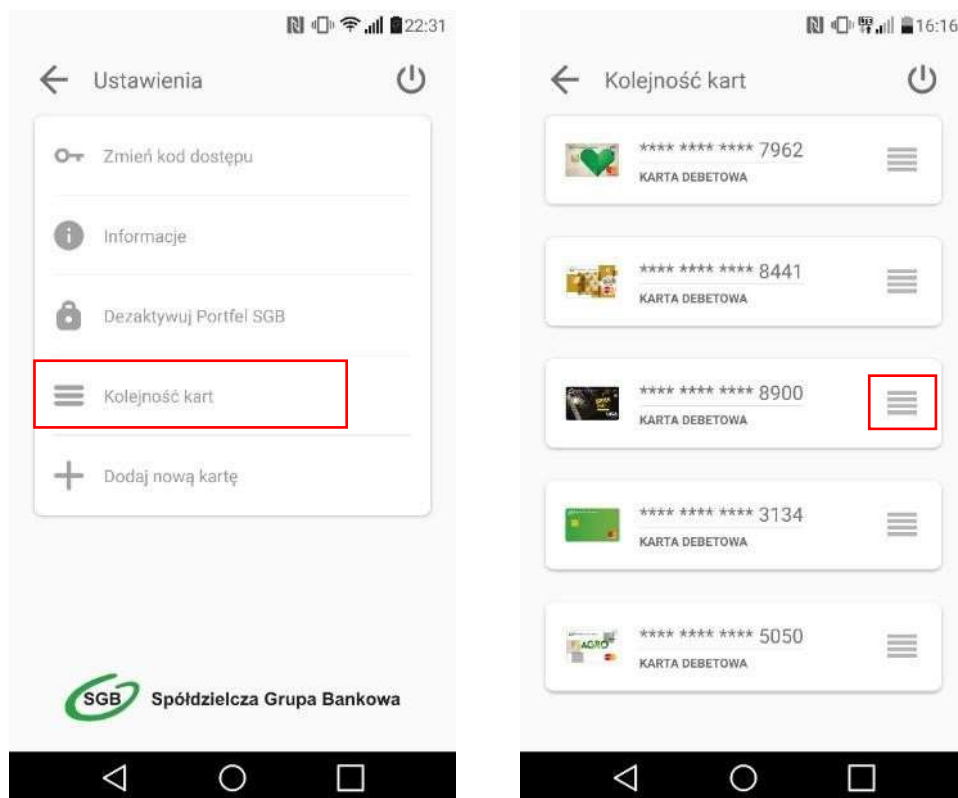 22:31
Ustawienia
Zmień kod dostępu
Informacje
Dezaktywuj Portfel SGB
Kolejność kart
Dodaj nową kartę
SGB Spółdzielcza Grupa Bankowa
16:16
Kolejność kart
**** **** **** 7962
KARTA DEBETOWA
**** **** **** 8441
KARTA DEBETOWA
**** **** **** 8900
KARTA DEBETOWA
**** **** **** 3134
KARTA DEBETOWA
AGRO
**** **** **** 5050
KARTA DEBETOWA